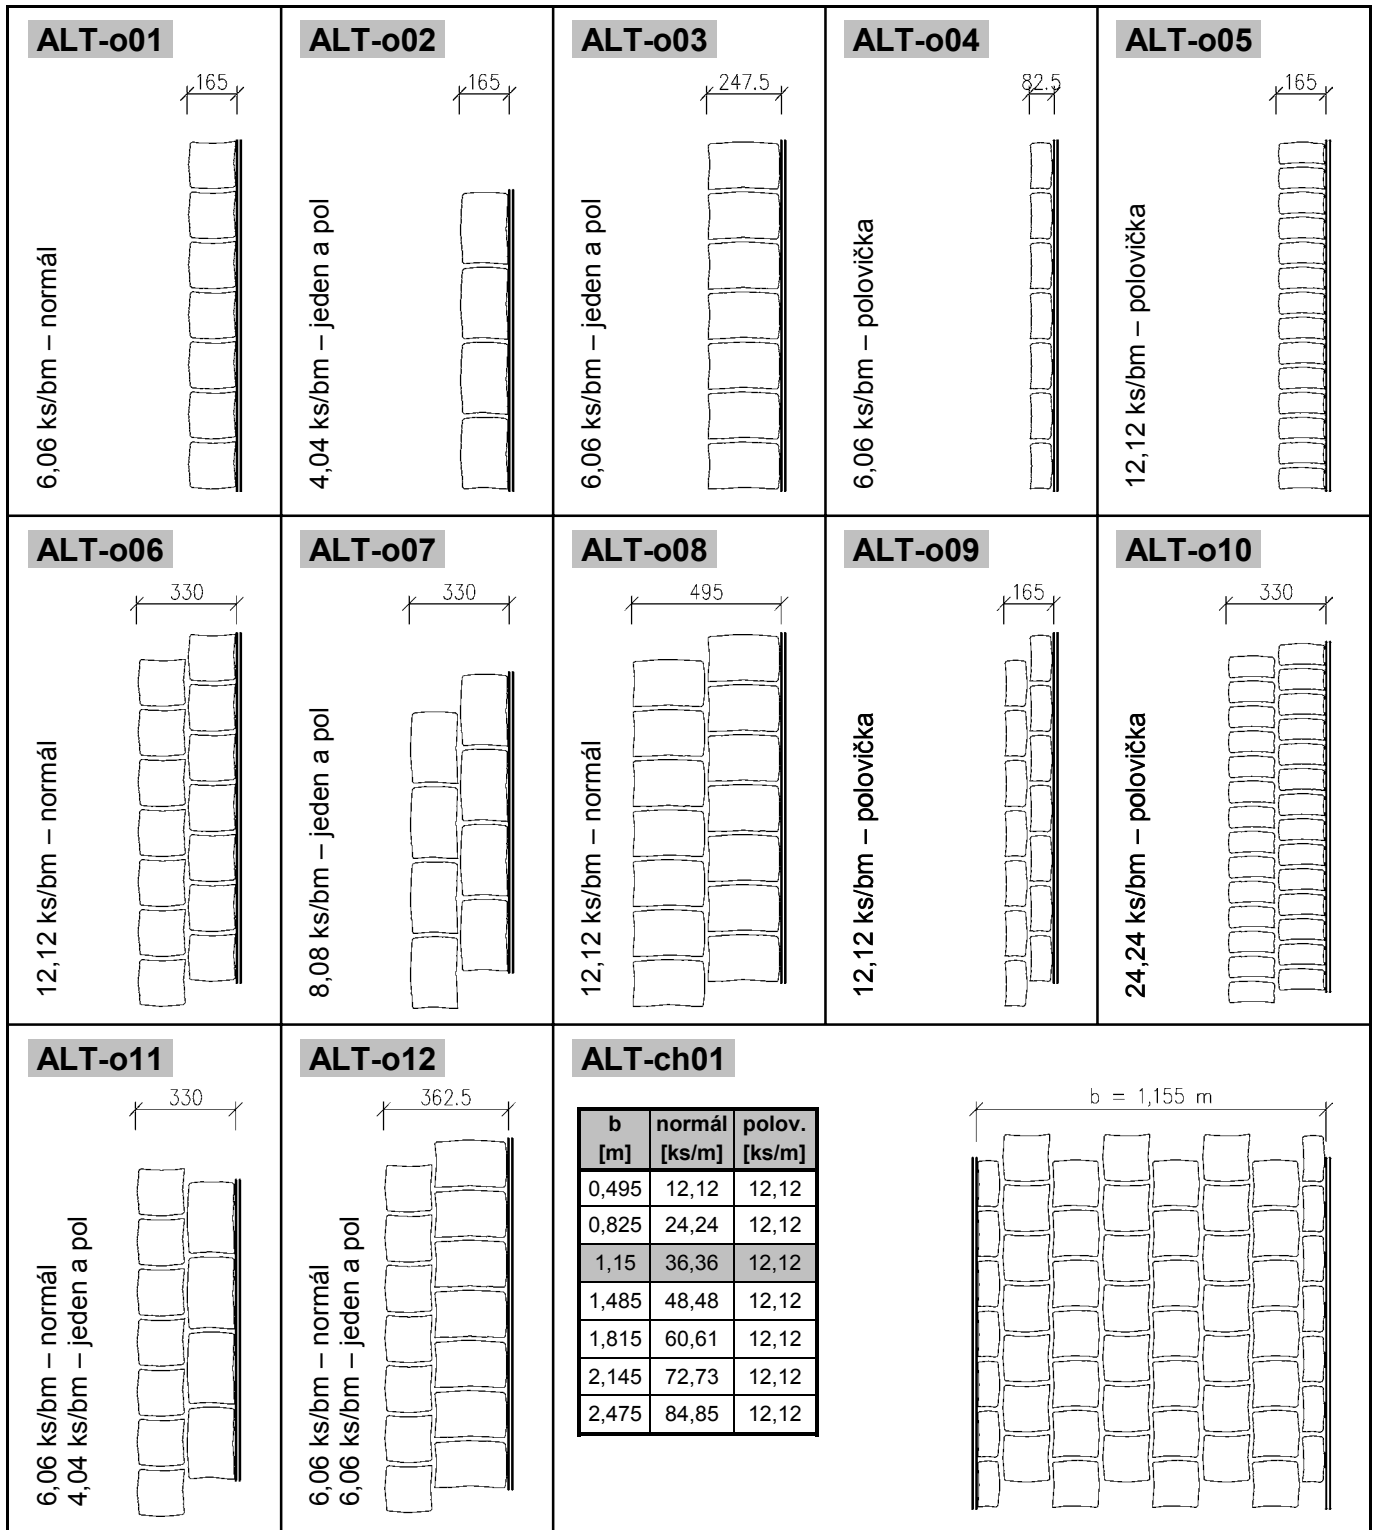 ALT-o01
165
6,06 ks/bm – normál
ALT-o02
165
4,04 ks/bm – jeden a pol
ALT-o03
247.5
6,06 ks/bm – jeden a pol
ALT-o04
82.5
6,06 ks/bm – polovička
ALT-o05
165
12,12 ks/bm – polovička
ALT-o06
330
12,12 ks/bm – normál
ALT-o07
330
8,08 ks/bm – jeden a pol
ALT-o08
495
12,12 ks/bm – normál
ALT-o09
165
12,12 ks/bm – polovička
ALT-o10
330
24,24 ks/bm – polovička
ALT-o11
330
6,06 ks/bm – normál
4,04 ks/bm – jeden a pol
ALT-o12
362.5
6,06 ks/bm – normál
6,06 ks/bm – jeden a pol
ALT-ch01
b normál polov.
[m] [ks/m] [ks/m]
0,495 12,12 12,12
0,825 24,24 12,12
1,15 36,36 12,12
1,485 48,48 12,12
1,815 60,61 12,12
2,145 72,73 12,12
2,475 84,85 12,12
b = 1,155 m